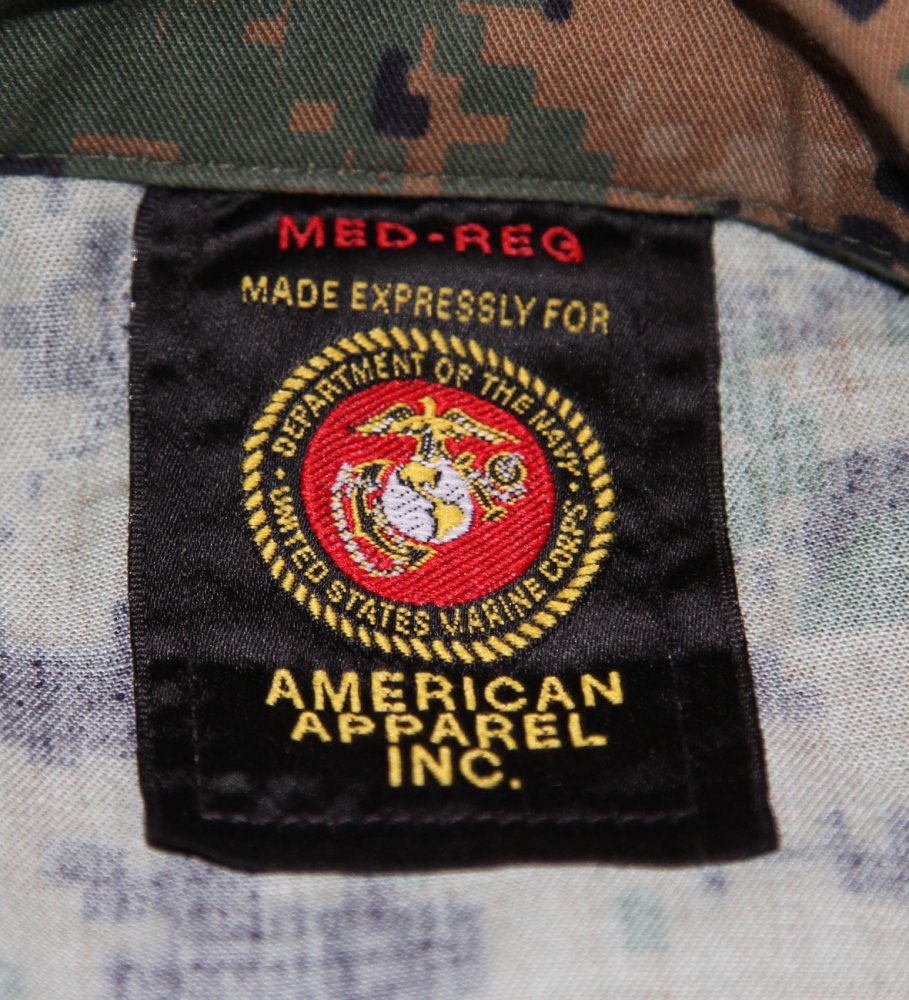 MED-REG
MADE EXPRESSLY FOR
DEPARTMENT OF THE NAVY
UNITED STATES MARINE CORPS
AMERICAN
APPAREL
INC.